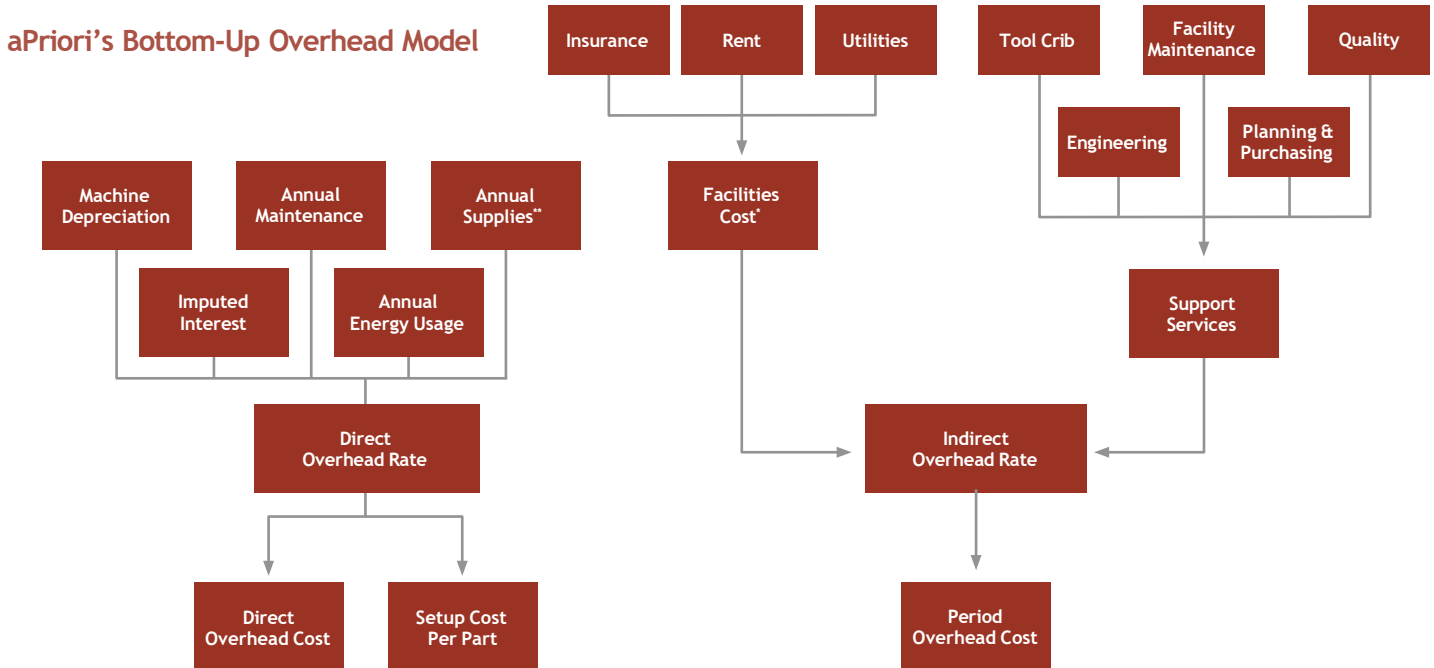 aPriori’s Bottom-Up Overhead Model
Insurance
Rent
Utilities
Tool Crib
Facility
Maintenance
Quality
Engineering
Planning &
Purchasing
Machine
Depreciation
Annual
Maintenance
Annual
Supplies**
Facilities
Cost*
Imputed
Interest
Annual
Energy Usage
Support
Services
Direct
Overhead Rate
Indirect
Overhead Rate
Direct
Overhead Cost
Setup Cost
Per Part
Period
Overhead Cost